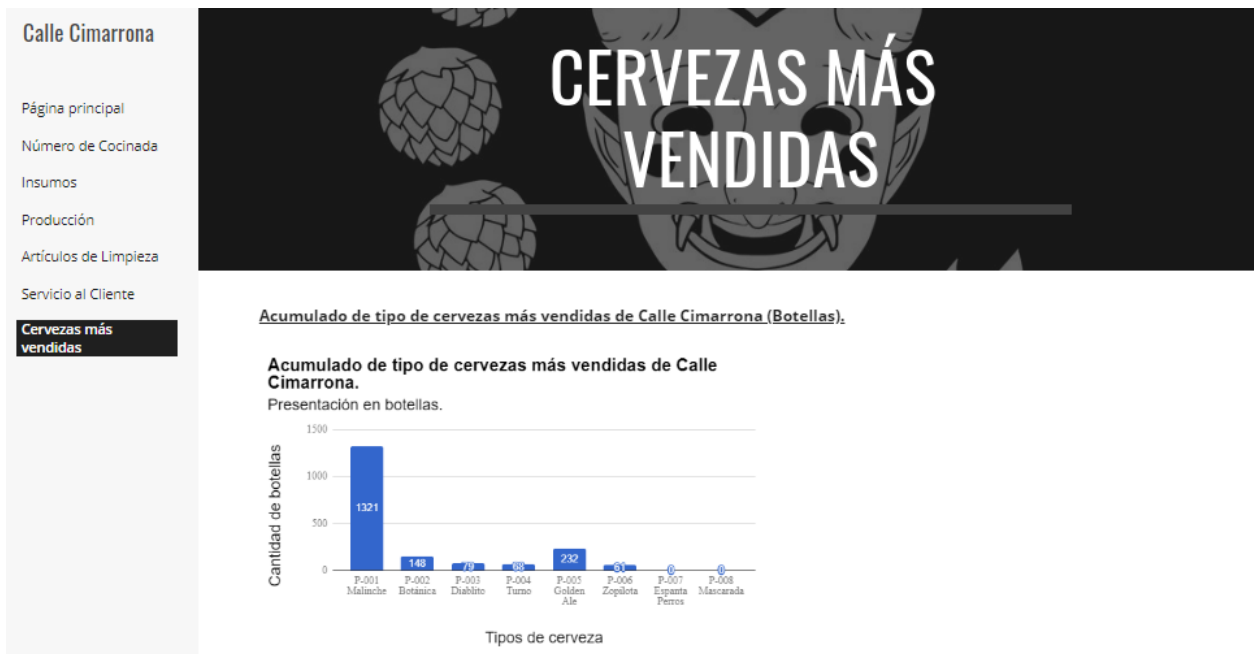 Calle Cimarrona
Página principal
Número de Cocinada
Insumos
Producción
Artículos de Limpieza
Servicio al Cliente
Cervezas más
vendidas
CERVEZAS MÁS
VENDIDAS
Acumulado de tipo de cervezas más vendidas de Calle Cimarrona (Botellas).
Acumulado de tipo de cervezas más vendidas de Calle
Cimarrona.
Presentación en botellas.
Cantidad de botellas
1500
1000
500
0
1321
148
79
68
232
61
0
0
P-001
Malinche
P-002
Botánica
P-003
Diablito
P-004
Turno
P-005
Golden
Ale
P-006
Zopilota
P-007
Espanta
Perros
P-008
Mascarada
Tipos de cerveza